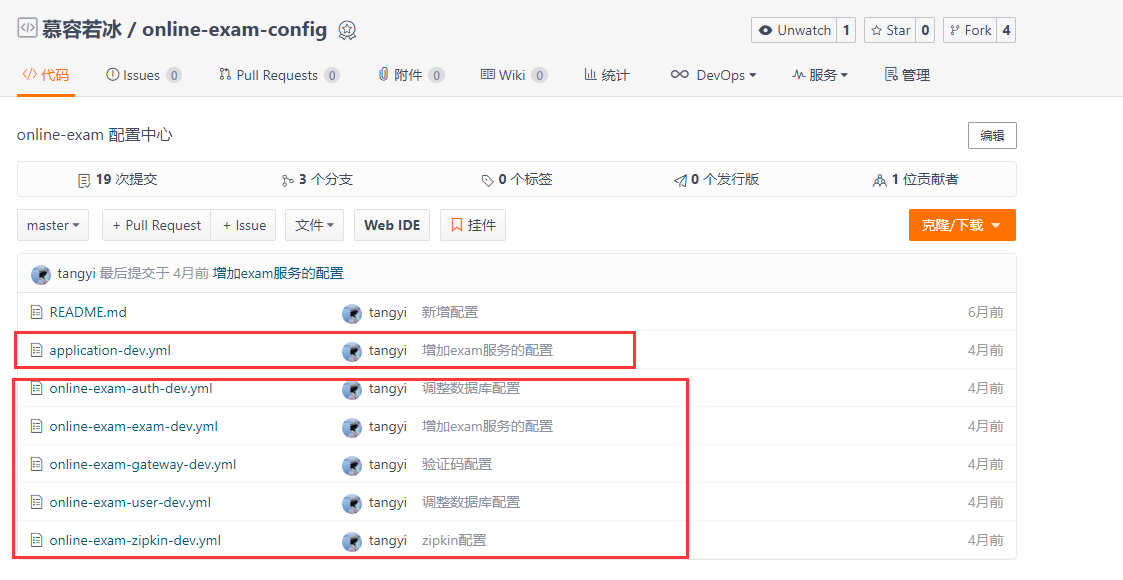 慕容若冰 / online-exam-config Unwatch 1 Star 0 Fork 4
代码 Issues 0 Pull Requests 0 附件 0 Wiki 0 统计 DevOps 服务 管理
online-exam 配置中心 编辑
19 次提交 3 个分支 0 个标签 0 个发行版 1 位贡献者
master + Pull Request + Issue 文件 Web IDE 挂件 克隆/下载
tangyi 最后提交于 4月前 增加exam服务的配置
README.md tangyi 新增配置 6月前
application-dev.yml tangyi 增加exam服务的配置 4月前
online-exam-auth-dev.yml tangyi 调整数据库配置 4月前
online-exam-exam-dev.yml tangyi 增加exam服务的配置 4月前
online-exam-gateway-dev.yml tangyi 验证码配置 4月前
online-exam-user-dev.yml tangyi 调整数据库配置 4月前
online-exam-zipkin-dev.yml tangyi zipkin配置 4月前